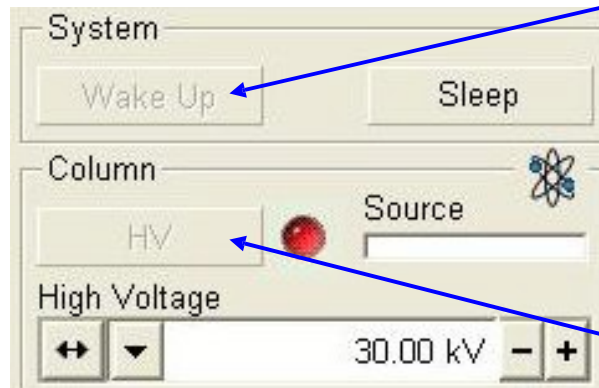 System
Wake Up Sleep
Column
HV Source
High Voltage
30.00 kV − +